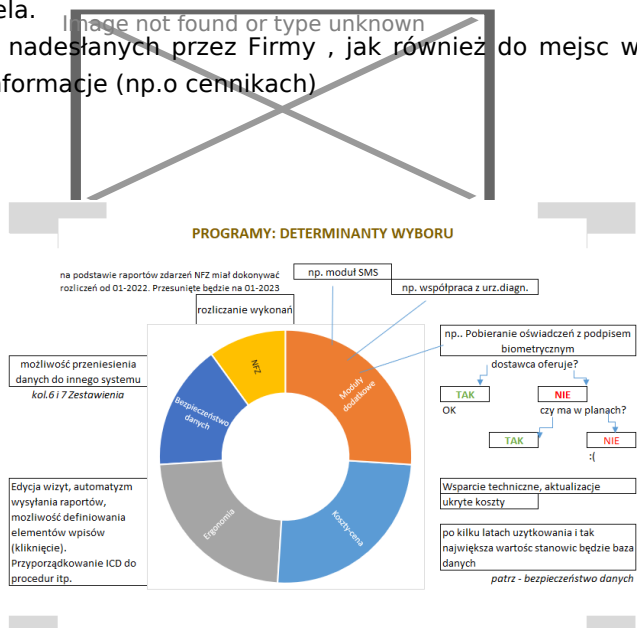 ela.
Image not found or type unknown
nadesłanych przez Firmy , jak również do mejsc w
nformacje (np.o cennikach)
PROGRAMY: DETERMINANTY WYBORU
na podstawie raportów zdarzeń NFZ miał dokonywać
rozliczeń od 01-2022. Przesunięte będzie na 01-2023
np. moduł SMS
np. współpraca z urz.diagn.
rozliczanie wykonań
np.. Pobieranie oświadczeń z podpisem
biometrycznym
dostawca oferuje?
TAK
NIE
OK
czy ma w planach?
TAK
NIE
:(
możliwość przeniesienia
danych do innego systemu
kol.6 i 7 Zestawienia
NFZ
Moduły
dodatkowe
Bezpieczeństwo
danych
Ergonomia
Koszty-cena
Edycja wizyt, automatyzm
wysyłania raportów,
możliwość definiowania
elementów wpisów
(kliknięcie).
Przyporządkowanie ICD do
procedur itp.
Wsparcie techniczne, aktualizacje
ukryte koszty
po kilku latach uzytkowania i tak
największa wartośc stanowic będzie baza
danych
patrz - bezpieczeństwo danych